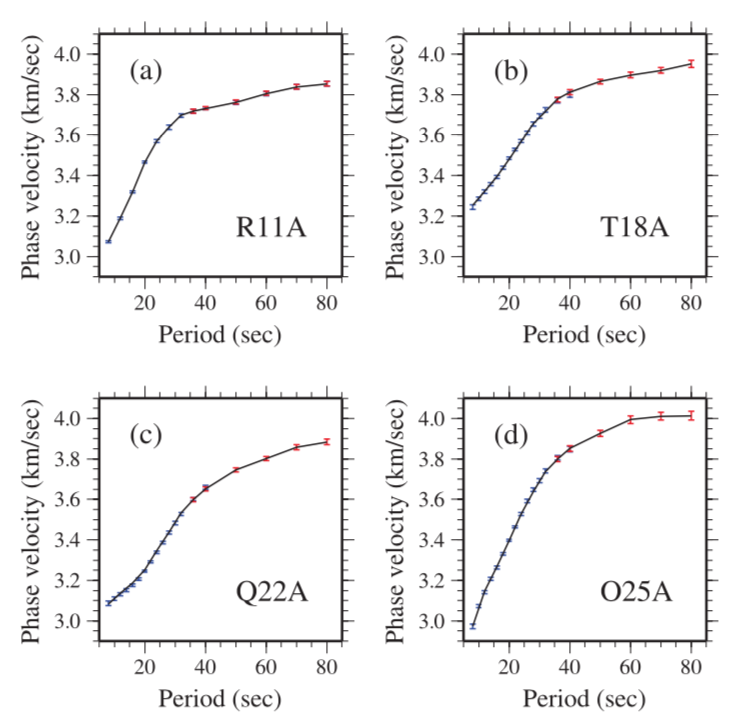 (a)
R11A
Phase velocity (km/sec)
4.0
3.8
3.6
3.4
3.2
3.0
20 40 60 80
Period (sec)
(b)
T18A
Phase velocity (km/sec)
4.0
3.8
3.6
3.4
3.2
3.0
20 40 60 80
Period (sec)
(c)
Q22A
Phase velocity (km/sec)
4.0
3.8
3.6
3.4
3.2
3.0
20 40 60 80
Period (sec)
(d)
O25A
Phase velocity (km/sec)
4.0
3.8
3.6
3.4
3.2
3.0
20 40 60 80
Period (sec)